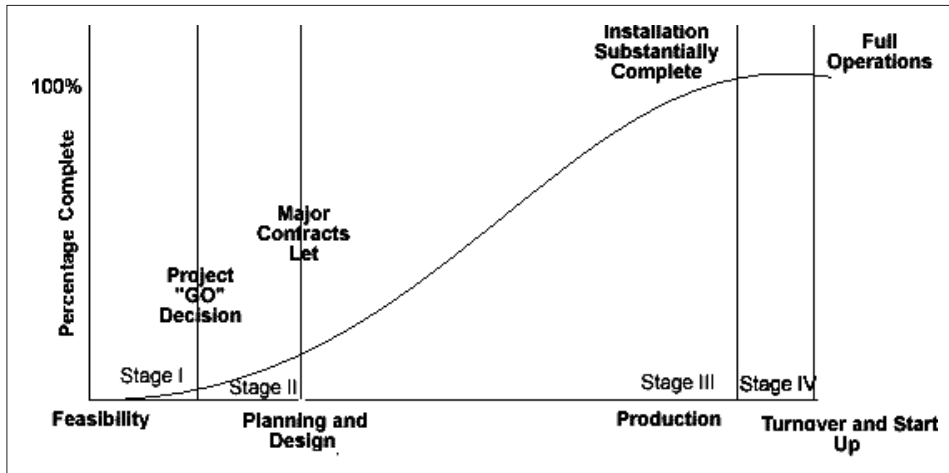 Installation
Substantially
Complete
Full
Operations
100%
Percentage Complete
Major
Contracts
Let
Project
"GO"
Decision
Stage I
Stage II
Stage III
Stage IV
Feasibility
Planning and
Design
Production
Turnover and Start
Up